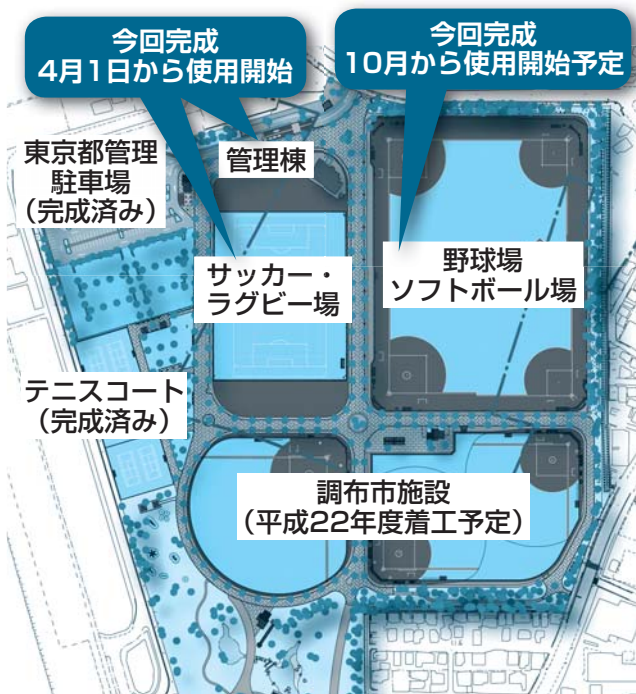 今回完成
4月1日から使用開始
今回完成
10月から使用開始予定
東京都管理
駐車場
（完成済み）
管理棟
サッカー・
ラグビー場
野球場
ソフトボール場
テニスコート
（完成済み）
調布市施設
（平成22年度着工予定）